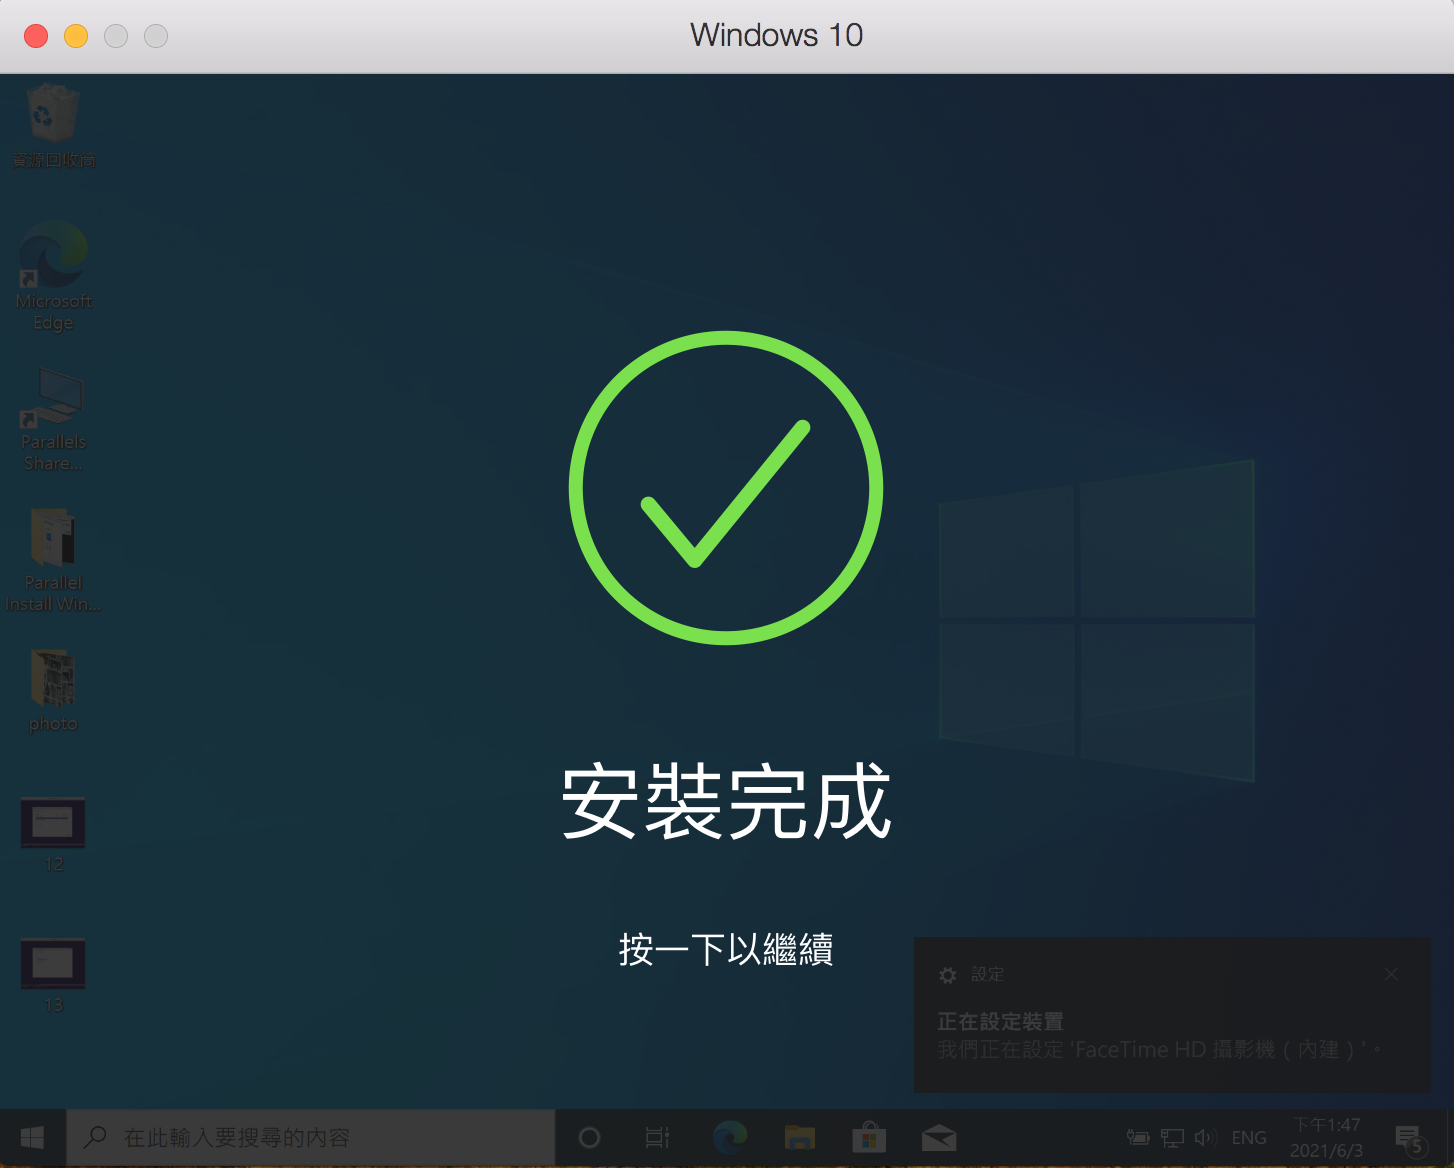 Windows 10
資源回收筒
Microsoft
Edge
Parallels
Share...
Parallel
Install Win...
photo
12
13
安裝完成
按一下以繼續
設定
正在設定裝置
我們正在設定 'FaceTime HD 攝影機（內建）'。
在此輸入要搜尋的內容
ENG
下午1:47
2021/6/3
5